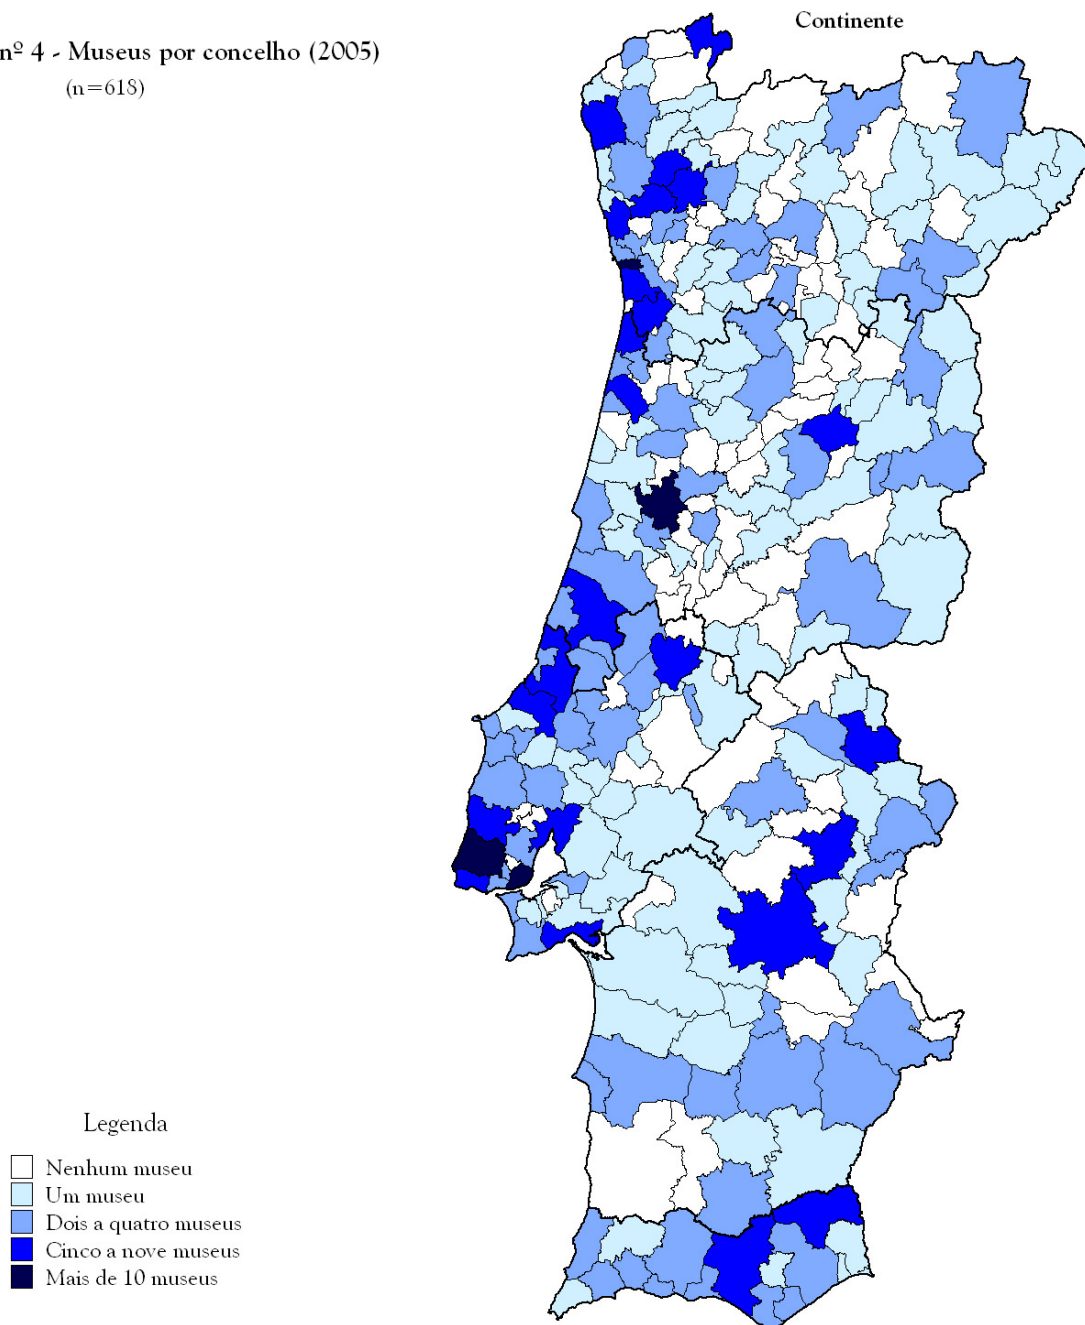 nº 4 - Museus por concelho (2005)
(n=618)
Continente
Legenda
Nenhum museu
Um museu
Dois a quatro museus
Cinco a nove museus
Mais de 10 museus